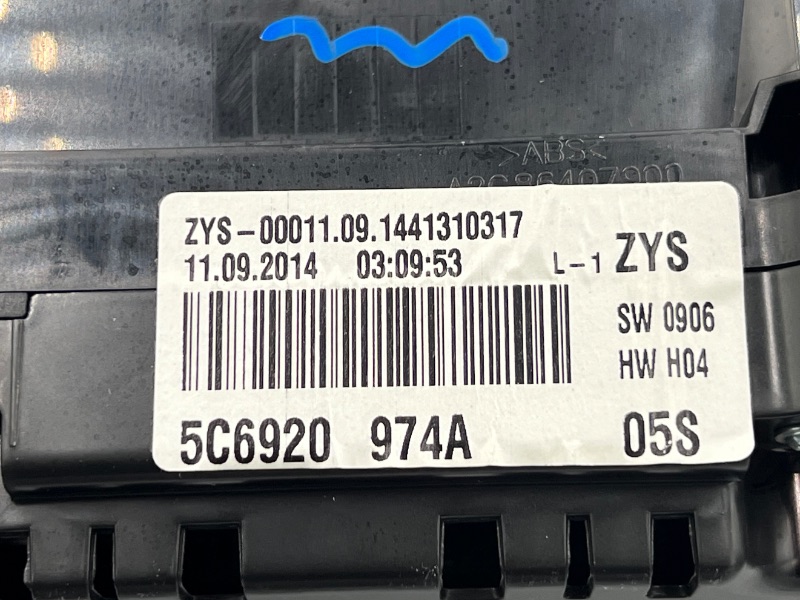 >ABS<
A2C86407900
ZYS-00011.09.1441310317
11.09.2014 03:09:53 L-1 ZYS
SW 0906
HW H04
5C6920 974A 05S